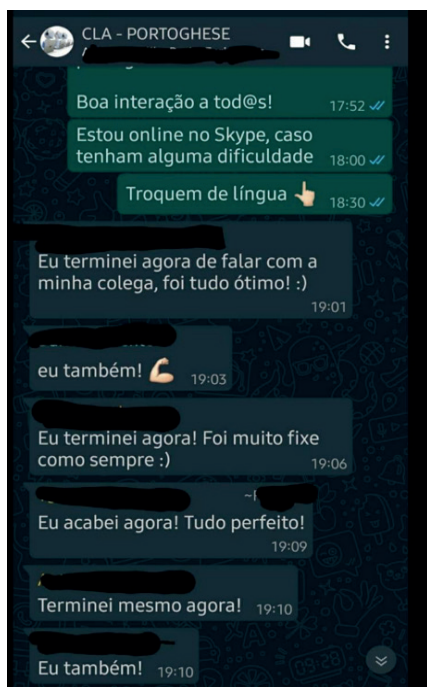 CLA - PORTOGHESE
Boa interação a tod@s!
17:52
Estou online no Skype, caso
tenham alguma dificuldade
18:00
Troquem de língua 👆🏻
18:30
Eu terminei agora de falar com a
minha colega, foi tudo ótimo! :)
19:01
eu também! 💪🏻
19:03
Eu terminei agora! Foi muito fixe
como sempre :)
19:06
Eu acabei agora! Tudo perfeito!
19:09
Terminei mesmo agora! 19:10
Eu também! 19:10